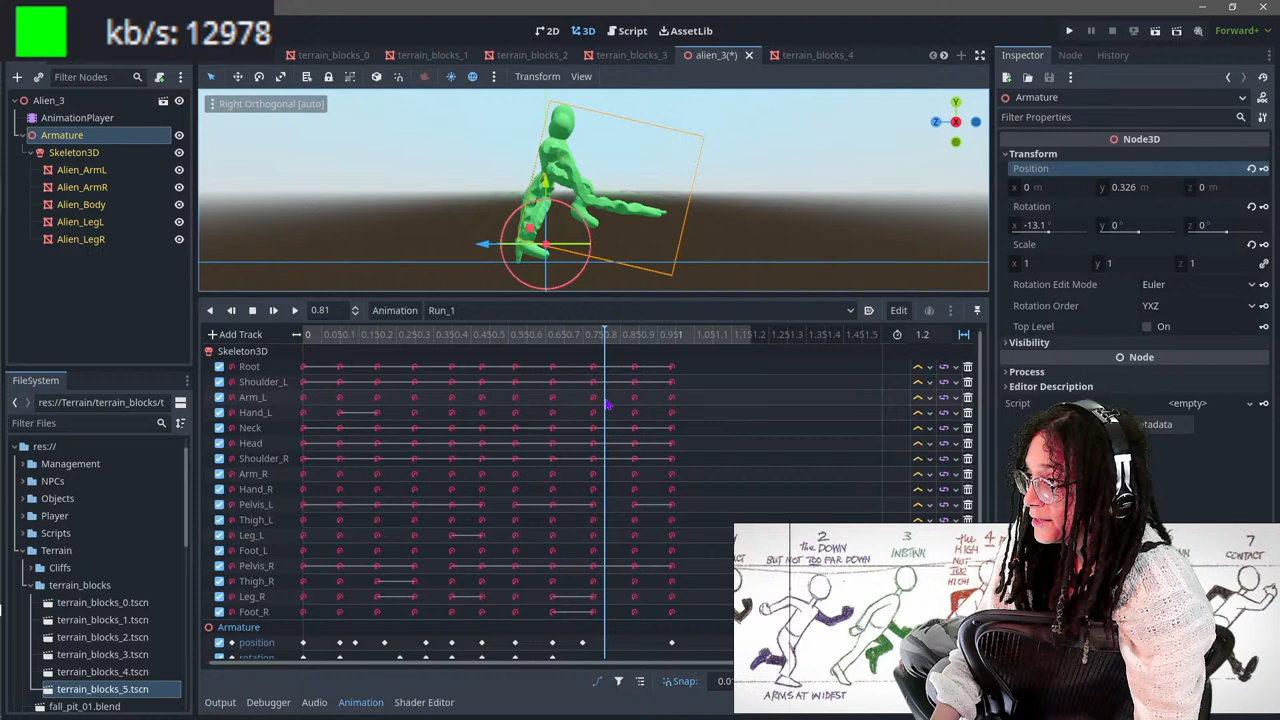 kb/s: 12978
2D
3D
Script
AssetLib
Forward+
terrain_blocks_0
terrain_blocks_1
terrain_blocks_2
terrain_blocks_3
alien_3(*)
terrain_blocks_4
Inspector
Node
History
Filter Nodes
Transform
View
Alien_3
AnimationPlayer
Armature
Skeleton3D
Alien_ArmL
Alien_ArmR
Alien_Body
Alien_LegL
Alien_LegR
Right Orthogonal [auto]
Y
Z
X
Armature
Filter Properties
Node3D
Transform
Position
x 0 m y 0.326 m z 0 m
Rotation
x -13.1 y 0° z 0°
Scale
x 1 y 1 z 1
Rotation Edit Mode Euler
Rotation Order YXZ
Top Level On
Visibility
Node
Process
Editor Description
Script <empty>
0.81
Animation
Run_1
Edit
Add Track
0
1.2
Skeleton3D
Root
Shoulder_L
Arm_L
Hand_L
Neck
Head
Shoulder_R
Arm_R
Hand_R
Pelvis_L
Thigh_L
Leg_L
Foot_L
Pelvis_R
Thigh_R
Leg_R
Foot_R
Armature
position
rotation
Snap:
FileSystem
res://Terrain/terrain_blocks/t
Filter Files
res://
Management
NPCs
Objects
Player
Scripts
Terrain
Cliffs
terrain_blocks
terrain_blocks_0.tscn
terrain_blocks_1.tscn
terrain_blocks_2.tscn
terrain_blocks_3.tscn
terrain_blocks_4.tscn
terrain_blocks_5.tscn
fall_pit_01.blend
Output
Debugger
Audio
Animation
Shader Editor
2
the DOWN
BUT NOT TOO FAR DOWN
ARMS AT WIDEST
3
the
4
HIGH
7
CONTACT